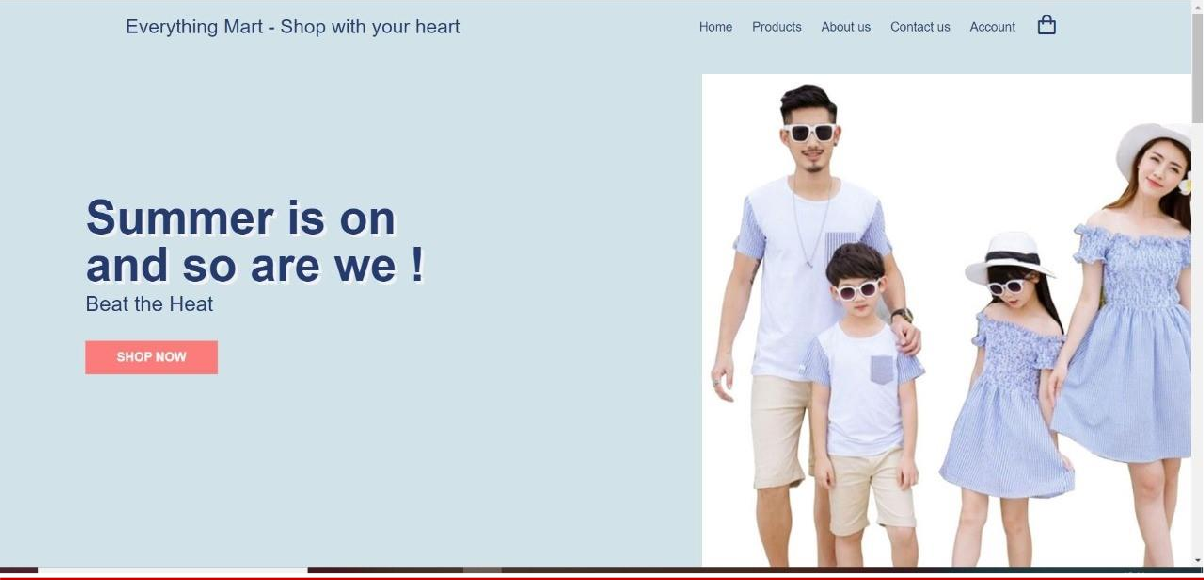 Everything Mart - Shop with your heart
Home Products About us Contact us Account
Summer is on
and so are we !
Beat the Heat
SHOP NOW